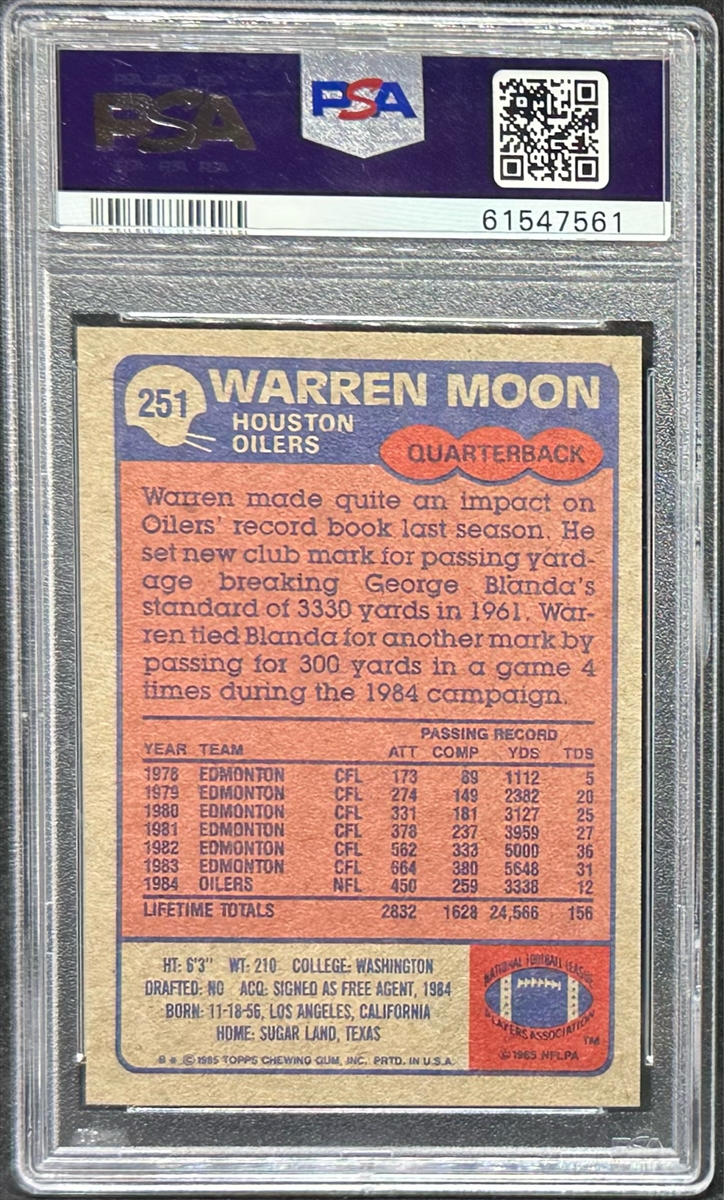 PSA
PSA
61547561
251
WARREN MOON
HOUSTON
OILERS
QUARTERBACK
Warren made quite an impact on
Oilers' record book last season. He
set new club mark for passing yard-
age breaking George Blanda's
standard of 3330 yards in 1961. War-
ren tied Blanda for another mark by
passing for 300 yards in a game 4
times during the 1984 campaign.
PASSING RECORD
YEAR TEAM ATT COMP YDS TDS
1978 EDMONTON CFL 173 89 1112 5
1979 EDMONTON CFL 274 149 2382 20
1980 EDMONTON CFL 331 181 3127 25
1981 EDMONTON CFL 378 237 3959 27
1982 EDMONTON CFL 562 333 5000 36
1983 EDMONTON CFL 664 380 5648 31
1984 OILERS NFL 450 259 3338 12
LIFETIME TOTALS 2832 1628 24,566 156
HT: 6'3" WT: 210 COLLEGE: WASHINGTON
DRAFTED: NO ACQ: SIGNED AS FREE AGENT, 1984
BORN: 11-18-56, LOS ANGELES, CALIFORNIA
HOME: SUGAR LAND, TEXAS
B * © 1985 TOPPS CHEWING GUM, INC. PRTD. IN U.S.A.
NATIONAL FOOTBALL LEAGUE
PLAYERS ASSOCIATION
TM
© 1985 NFLPA
PSA